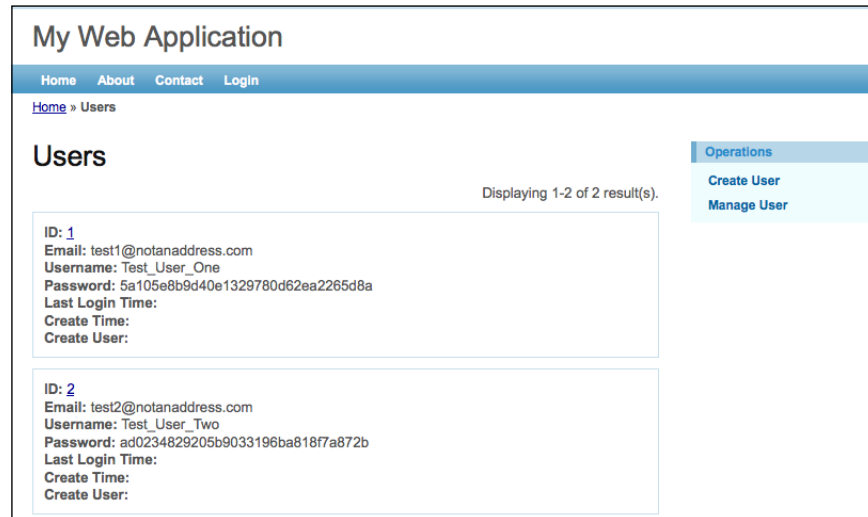 My Web Application
Home About Contact Login
Home » Users
Users
Displaying 1-2 of 2 result(s).
ID: 1
Email: test1@notanaddress.com
Username: Test_User_One
Password: 5a105e8b9d40e1329780d62ea2265d8a
Last Login Time:
Create Time:
Create User:
ID: 2
Email: test2@notanaddress.com
Username: Test_User_Two
Password: ad0234829205b9033196ba818f7a872b
Last Login Time:
Create Time:
Create User:
Operations
Create User
Manage User